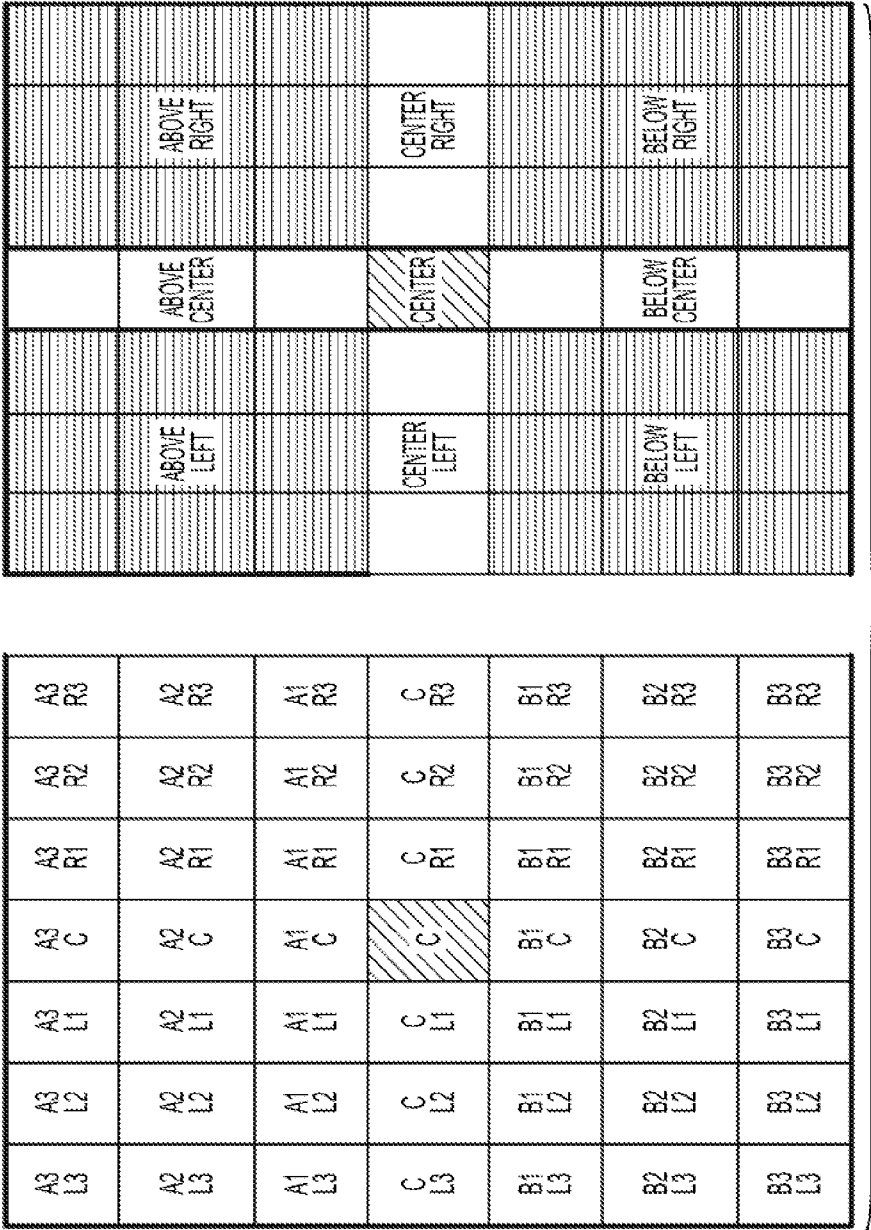 A3 A3 A3 A3 A3 A3 A3
L3 L2 L1 C R1 R2 R3
A2 A2 A2 A2 A2 A2 A2
L3 L2 L1 C R1 R2 R3
A1 A1 A1 A1 A1 A1 A1
L3 L2 L1 C R1 R2 R3
C C C C C C C
L3 L2 L1 R1 R2 R3
B1 B1 B1 B1 B1 B1 B1
L3 L2 L1 C R1 R2 R3
B2 B2 B2 B2 B2 B2 B2
L3 L2 L1 C R1 R2 R3
B3 B3 B3 B3 B3 B3 B3
L3 L2 L1 C R1 R2 R3
ABOVE ABOVE ABOVE
LEFT CENTER RIGHT
CENTER CENTER CENTER
LEFT RIGHT
BELOW BELOW BELOW
LEFT CENTER RIGHT